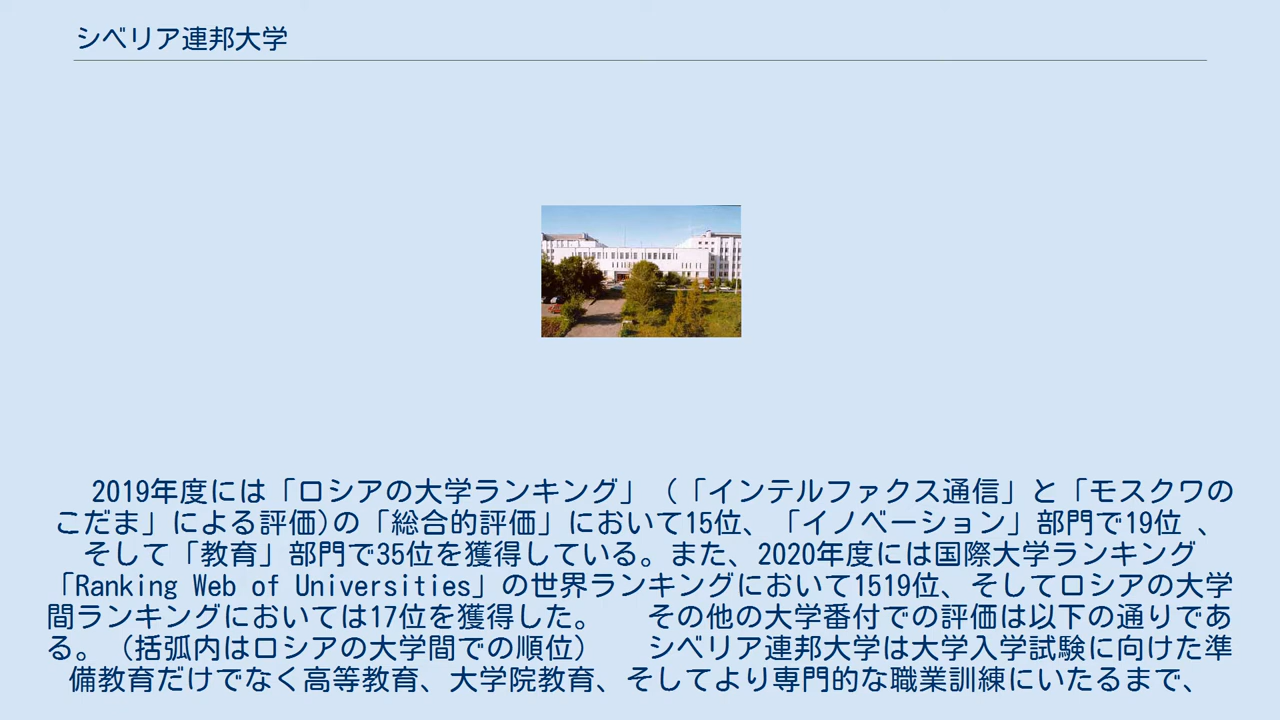 シベリア連邦大学
2019年度には「ロシアの大学ランキング」（「インテルファクス通信」と「モスクワの
こだま」による評価)の「総合的評価」において15位、「イノベーション」部門で19位 、
そして「教育」部門で35位を獲得している。また、2020年度には国際大学ランキング
「Ranking Web of Universities」の世界ランキングにおいて1519位、そしてロシアの大学
間ランキングにおいては17位を獲得した。　　その他の大学番付での評価は以下の通りであ
る。（括弧内はロシアの大学間での順位）　　シベリア連邦大学は大学入学試験に向けた準
備教育だけでなく高等教育、大学院教育、そしてより専門的な職業訓練にいたるまで、